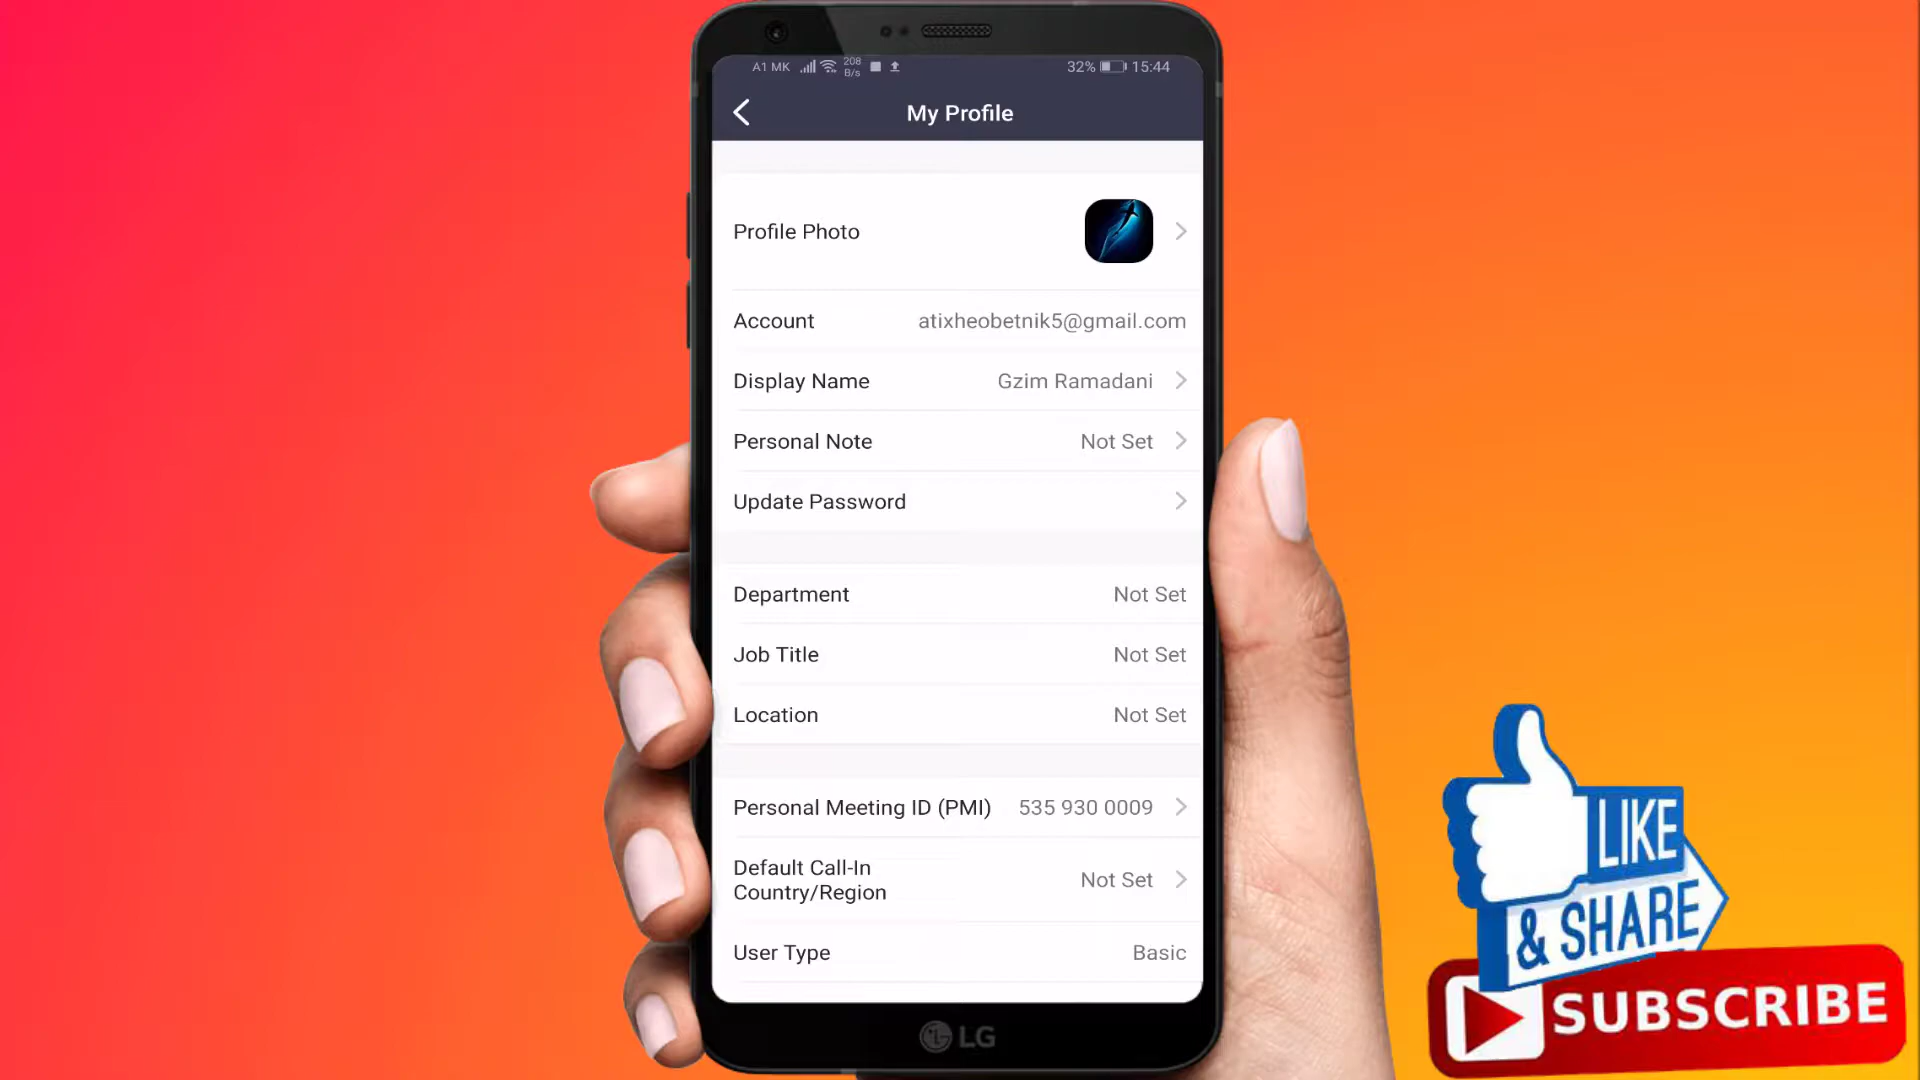 A1 MK 208 B/s 32% 15:44
My Profile
Profile Photo
Account atixheobetnik5@gmail.com
Display Name Gzim Ramadani
Personal Note Not Set
Update Password
Department Not Set
Job Title Not Set
Location Not Set
Personal Meeting ID (PMI) 535 930 0009
Default Call-In
Country/Region Not Set
User Type Basic
LG
LIKE
& SHARE
SUBSCRIBE